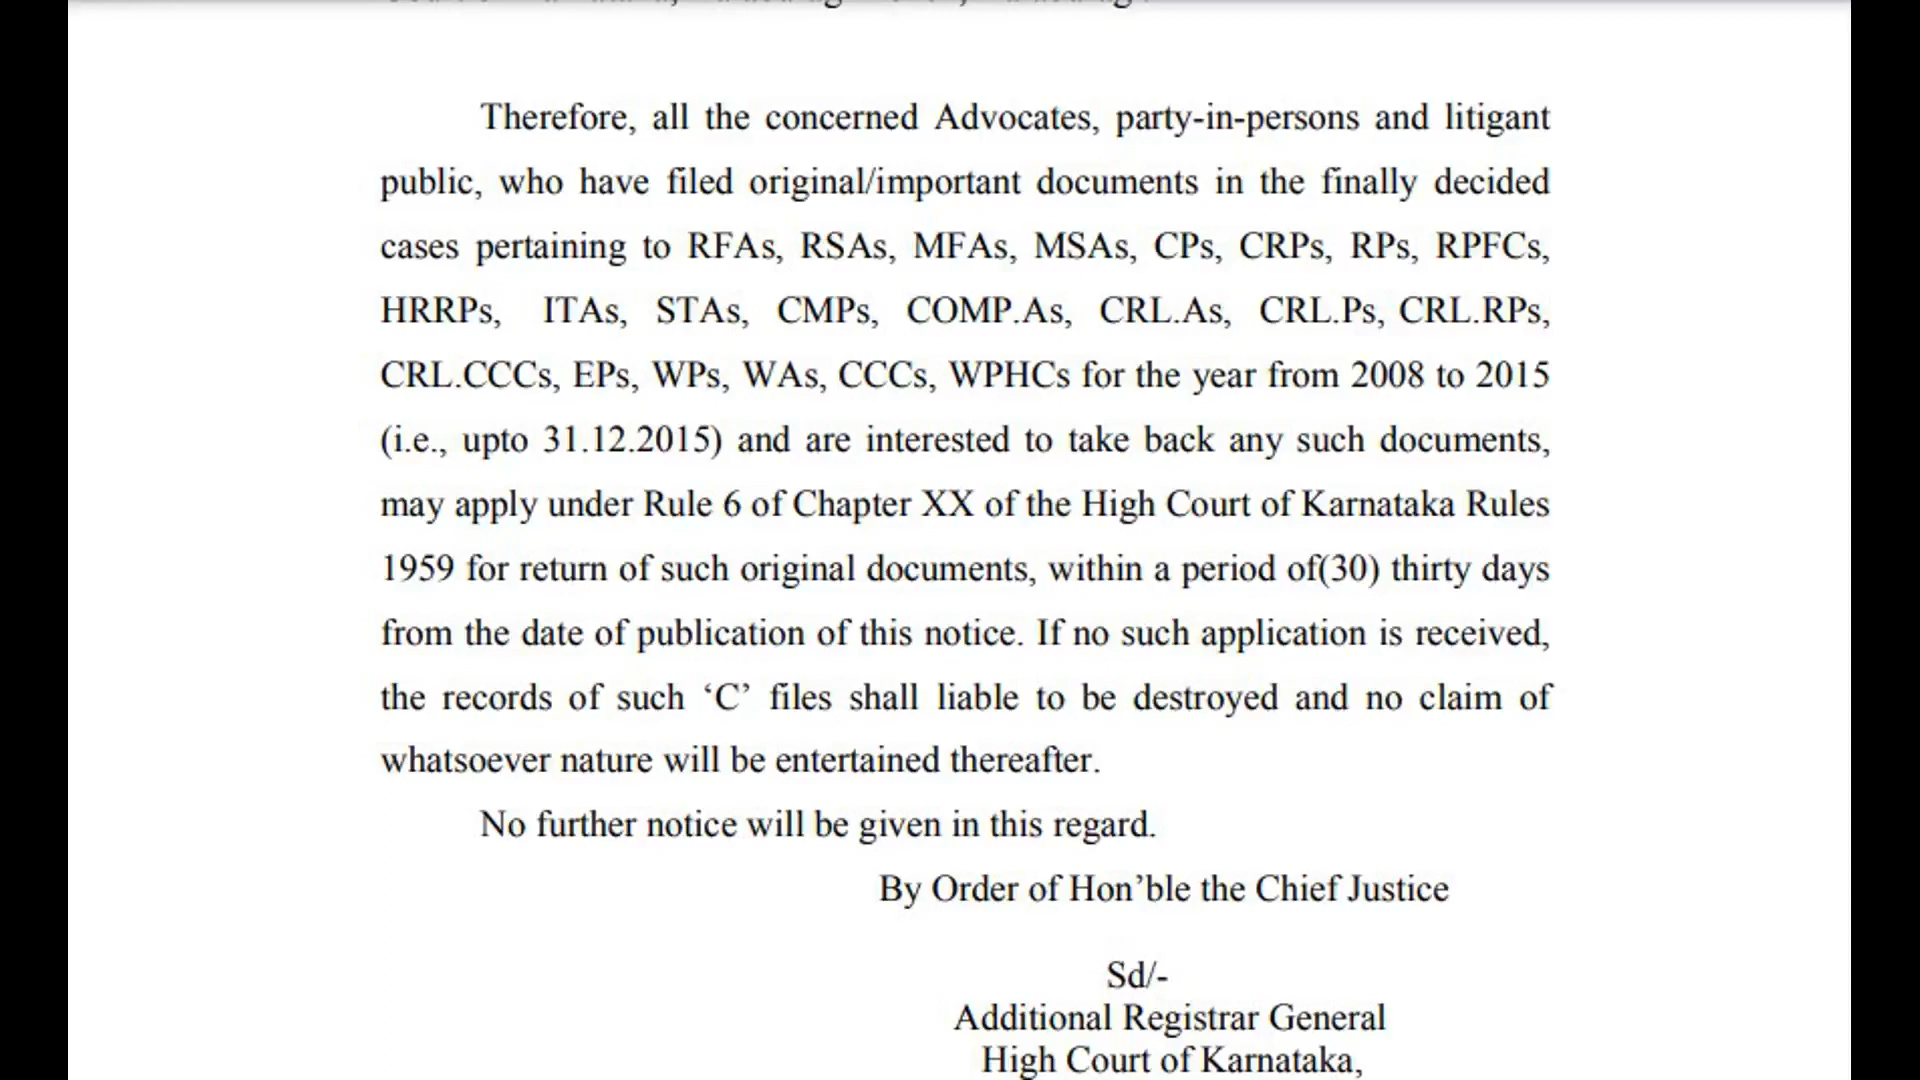 Therefore, all the concerned Advocates, party-in-persons and litigant
public, who have filed original/important documents in the finally decided
cases pertaining to RFAs, RSAs, MFAs, MSAs, CPs, CRPs, RPs, RPFCs,
HRRPs, ITAs, STAs, CMPs, COMP.As, CRL.As, CRL.Ps, CRL.RPs,
CRL.CCCs, EPs, WPs, WAs, CCCs, WPHCs for the year from 2008 to 2015
(i.e., upto 31.12.2015) and are interested to take back any such documents,
may apply under Rule 6 of Chapter XX of the High Court of Karnataka Rules
1959 for return of such original documents, within a period of(30) thirty days
from the date of publication of this notice. If no such application is received,
the records of such ‘C’ files shall liable to be destroyed and no claim of
whatsoever nature will be entertained thereafter.
No further notice will be given in this regard.
By Order of Hon’ble the Chief Justice
Sd/-
Additional Registrar General
High Court of Karnataka,